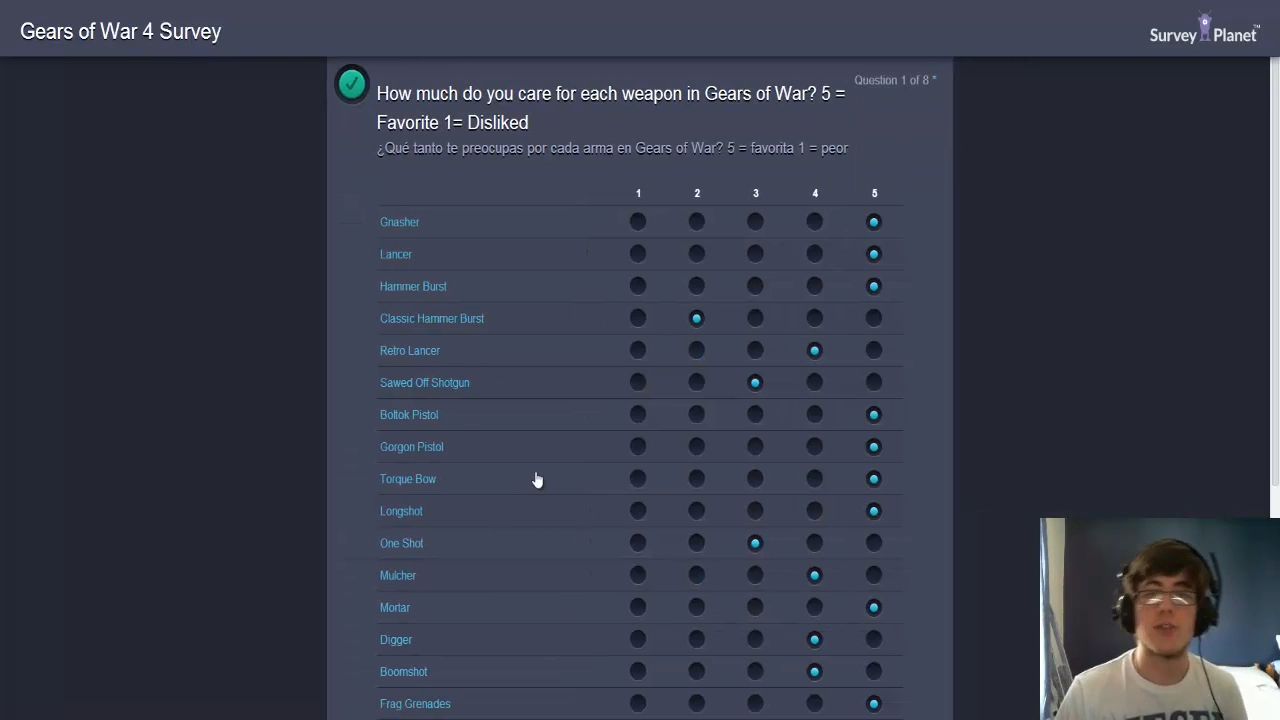 Gears of War 4 Survey
Survey Planet™
Question 1 of 8 *
How much do you care for each weapon in Gears of War? 5 =
Favorite 1= Disliked
¿Qué tanto te preocupas por cada arma en Gears of War? 5 = favorita 1 = peor
1 2 3 4 5
Gnasher
Lancer
Hammer Burst
Classic Hammer Burst
Retro Lancer
Sawed Off Shotgun
Boltok Pistol
Gorgon Pistol
Torque Bow
Longshot
One Shot
Mulcher
Mortar
Digger
Boomshot
Frag Grenades